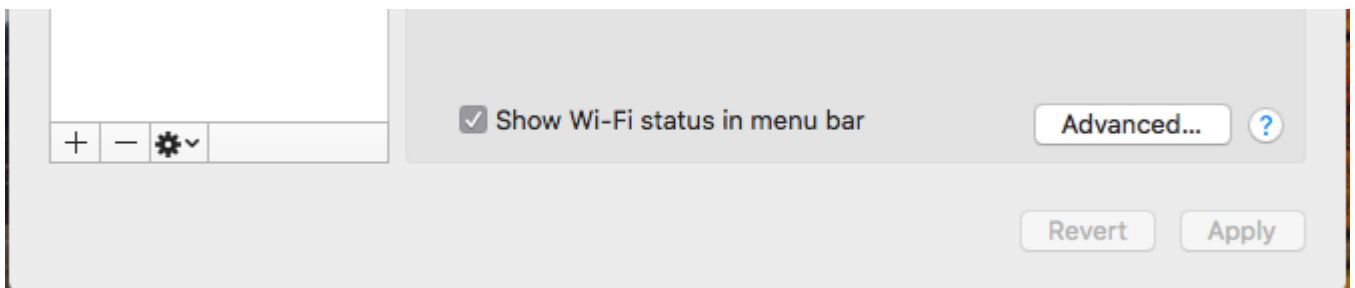 Show Wi-Fi status in menu bar
Advanced... ?
+ −
Revert Apply